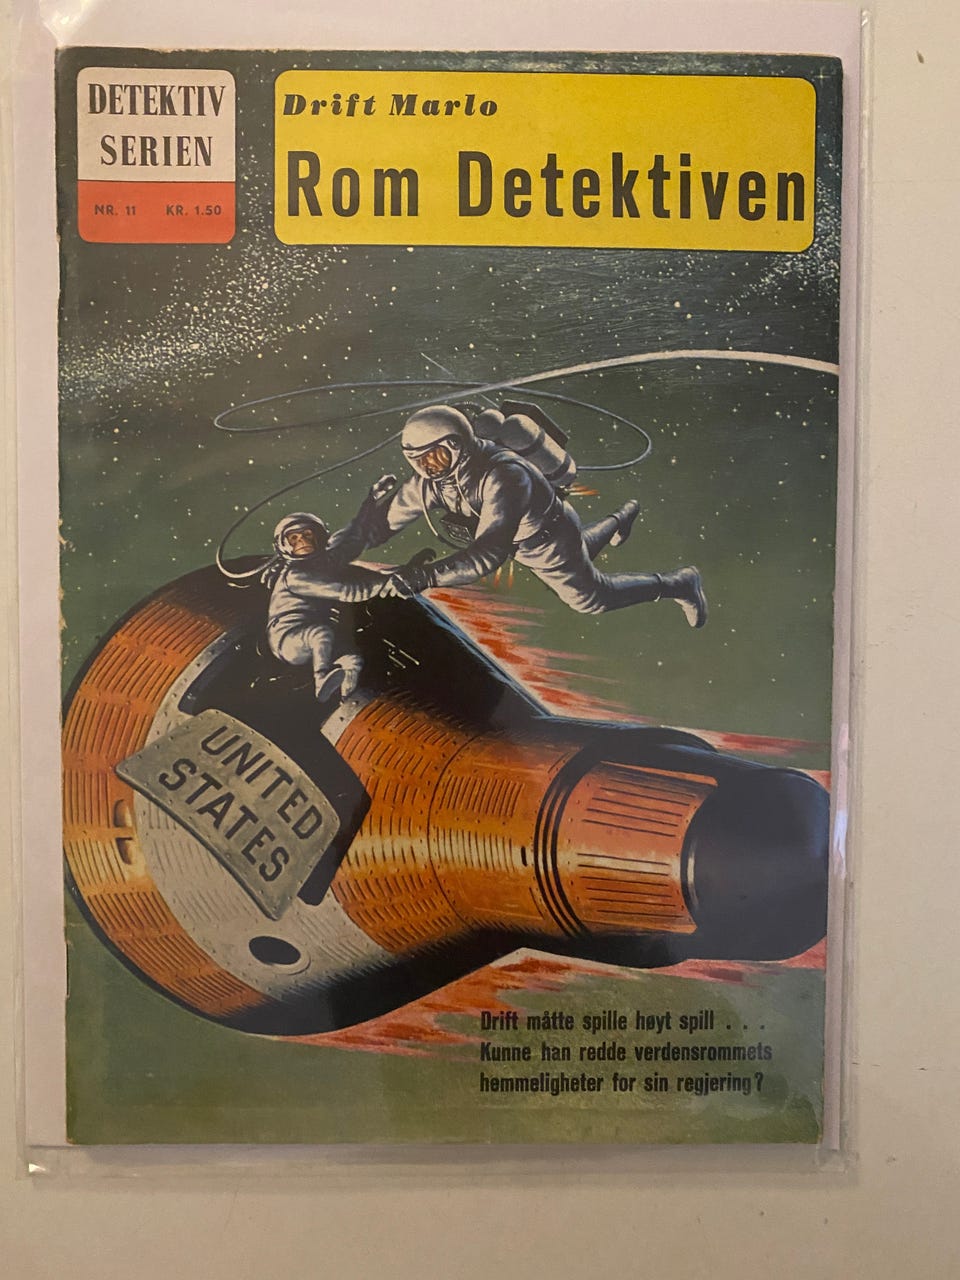 DETEKTIV
SERIEN
NR. 11 KR. 1.50
Drift Marlo
Rom Detektiven
UNITED
STATES
Drift måtte spille høyt spill . . .
Kunne han redde verdensrommets
hemmeligheter for sin regjering?